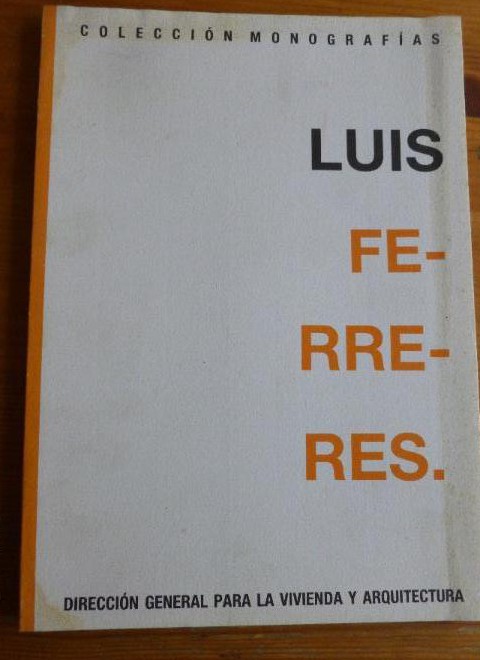 COLECCIÓN MONOGRAFÍAS
LUIS
FE-
RRE-
RES.
DIRECCIÓN GENERAL PARA LA VIVIENDA Y ARQUITECTURA